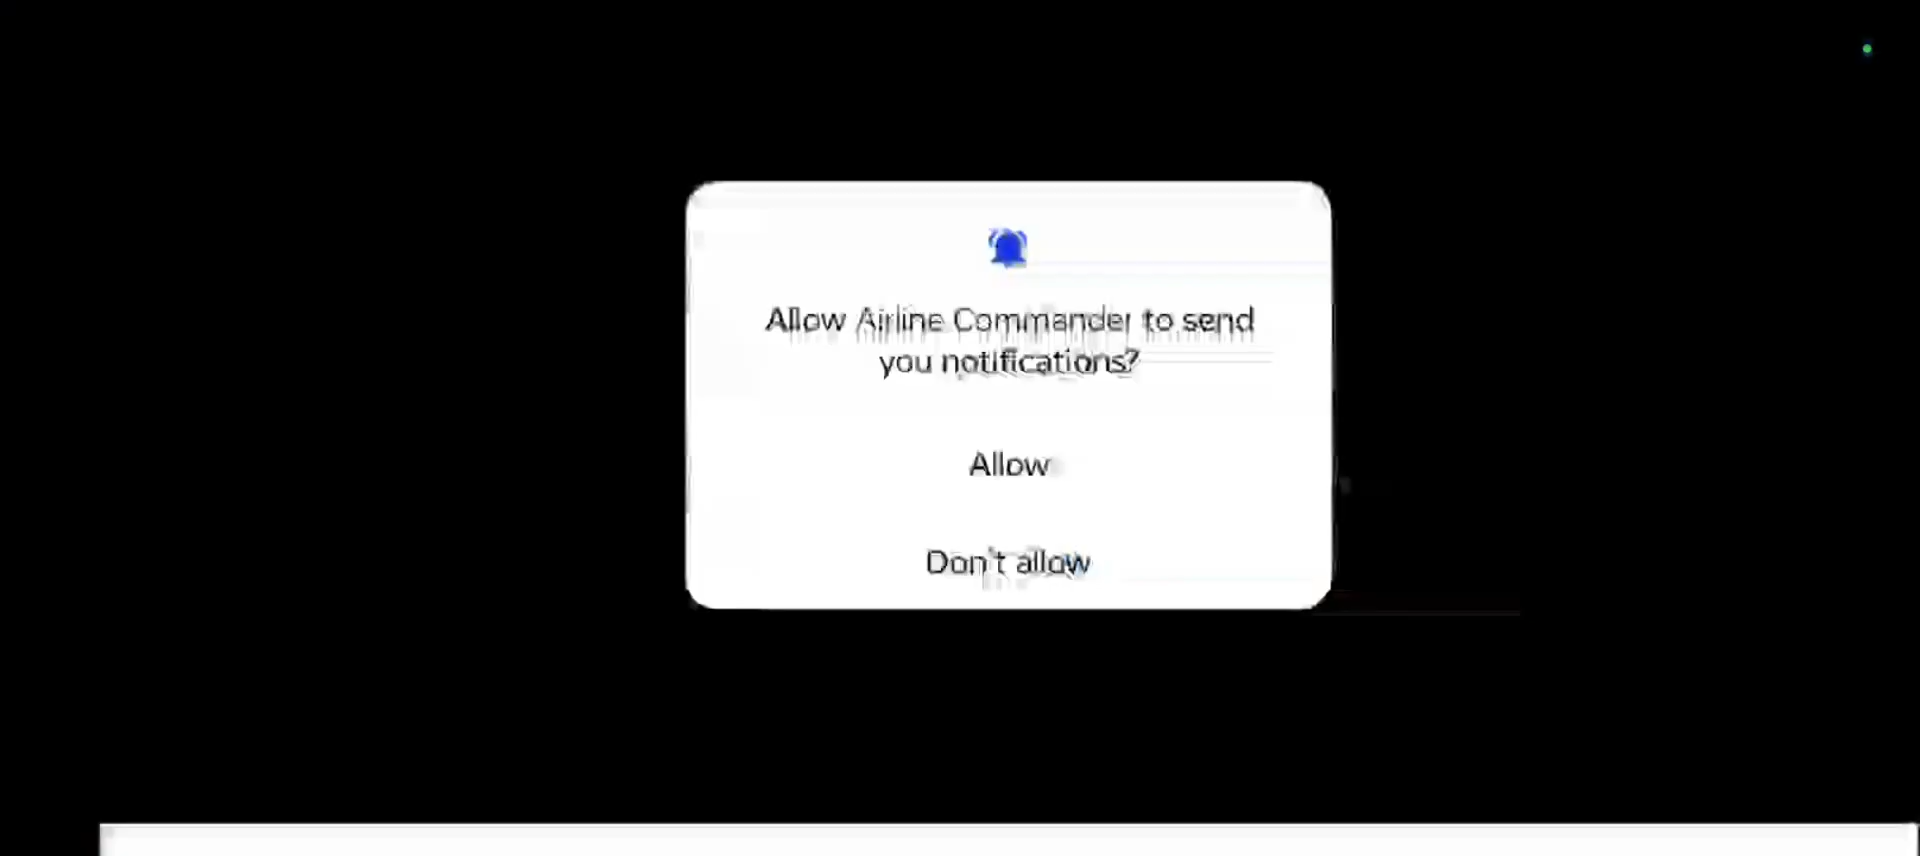 Allow Airline Commander to send
you notifications?
Allow
Don't allow